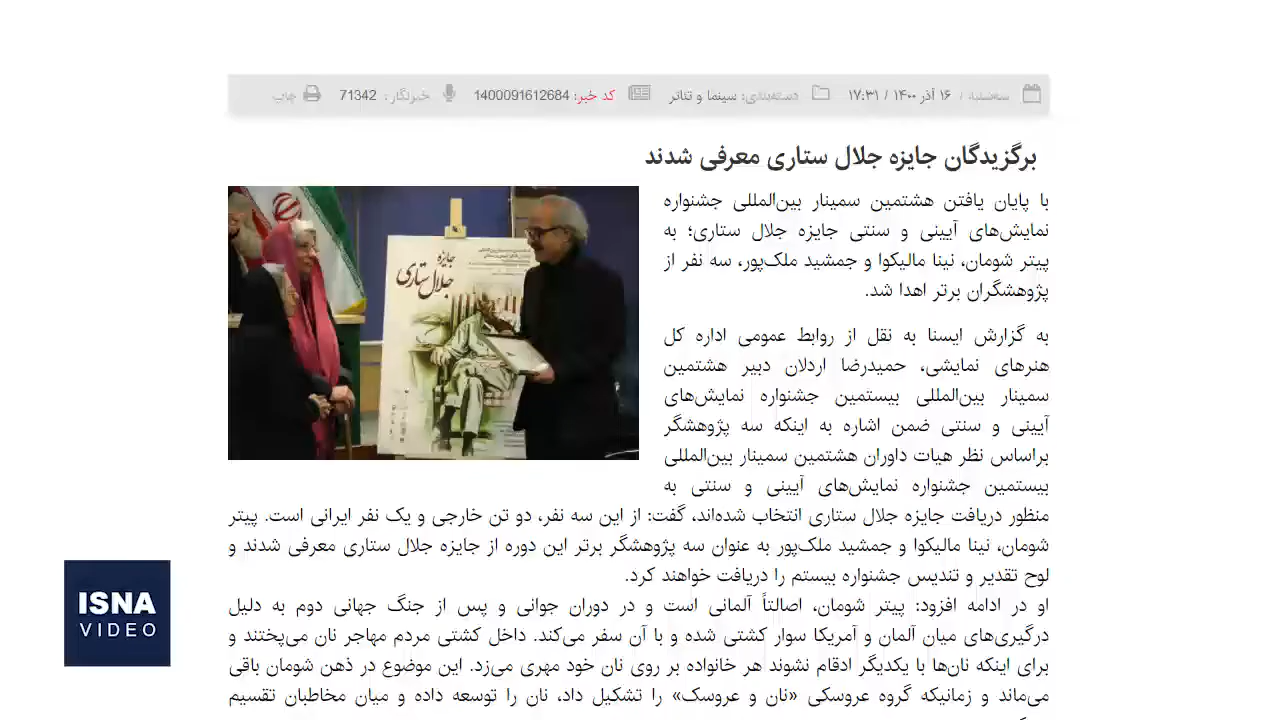 سه‌شنبه / ۱۶ آذر ۱۴۰۰ / ۱۷:۳۱ دسته‌بندی: سینما و تئاتر کد خبر: 1400091612684 خبرنگار : 71342 چاپ
برگزیدگان جایزه جلال ستاری معرفی شدند
با پایان یافتن هشتمین سمینار بین‌المللی جشنواره
نمایش‌های آیینی و سنتی جایزه جلال ستاری؛ به
پیتر شومان، نینا مالیکوا و جمشید ملک‌پور، سه نفر از
پژوهشگران برتر اهدا شد.
جایزه
جلال ستاری
به گزارش ایسنا به نقل از روابط عمومی اداره کل
هنرهای نمایشی، حمیدرضا اردلان دبیر هشتمین
سمینار بین‌المللی بیستمین جشنواره نمایش‌های
آیینی و سنتی ضمن اشاره به اینکه سه پژوهشگر
براساس نظر هیات داوران هشتمین سمینار بین‌المللی
بیستمین جشنواره نمایش‌های آیینی و سنتی به
منظور دریافت جایزه جلال ستاری انتخاب شده‌اند، گفت: از این سه نفر، دو تن خارجی و یک نفر ایرانی است. پیتر
شومان، نینا مالیکوا و جمشید ملک‌پور به عنوان سه پژوهشگر برتر این دوره از جایزه جلال ستاری معرفی شدند و
لوح تقدیر و تندیس جشنواره بیستم را دریافت خواهند کرد.
او در ادامه افزود: پیتر شومان، اصالتاً آلمانی است و در دوران جوانی و پس از جنگ جهانی دوم به دلیل
درگیری‌های میان آلمان و آمریکا سوار کشتی شده و با آن سفر می‌کند. داخل کشتی مردم مهاجر نان می‌پختند و
برای اینکه نان‌ها با یکدیگر ادقام نشوند هر خانواده بر روی نان خود مهری می‌زد. این موضوع در ذهن شومان باقی
می‌ماند و زمانیکه گروه عروسکی «نان و عروسک» را تشکیل داد، نان را توسعه داده و میان مخاطبان تقسیم
ISNA
VIDEO